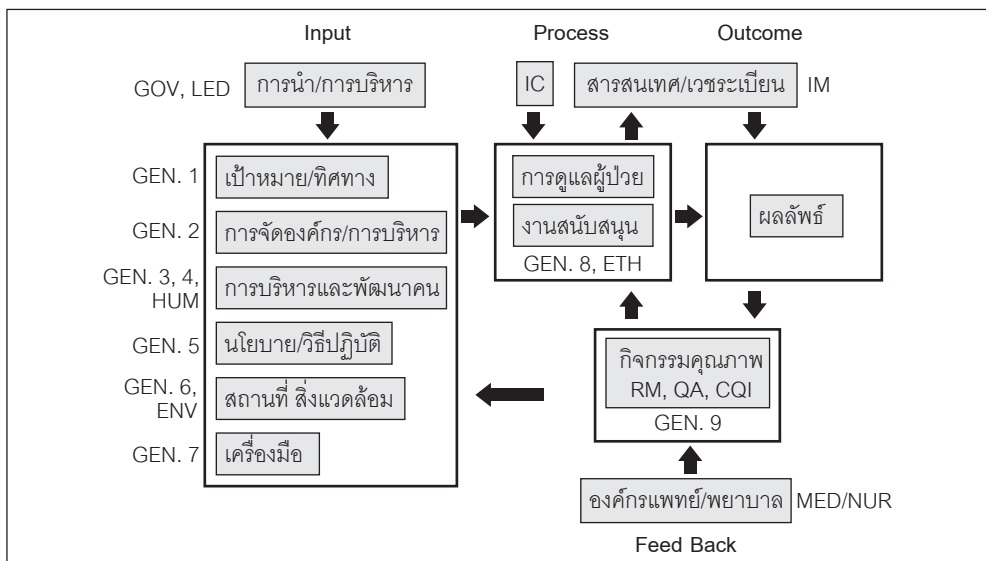 Input
Process
Outcome
GOV, LED
การนำ/การบริหาร
IC
สารสนเทศ/เวชระเบียน
IM
GEN. 1
เป้าหมาย/ทิศทาง
GEN. 2
การจัดองค์กร/การบริหาร
GEN. 3, 4,
HUM
การบริหารและพัฒนาคน
GEN. 5
นโยบาย/วิธีปฏิบัติ
GEN. 6,
ENV
สถานที่ สิ่งแวดล้อม
GEN. 7
เครื่องมือ
การดูแลผู้ป่วย
งานสนับสนุน
GEN. 8, ETH
ผลลัพธ์
กิจกรรมคุณภาพ
RM, QA, CQI
GEN. 9
องค์กรแพทย์/พยาบาล
MED/NUR
Feed Back